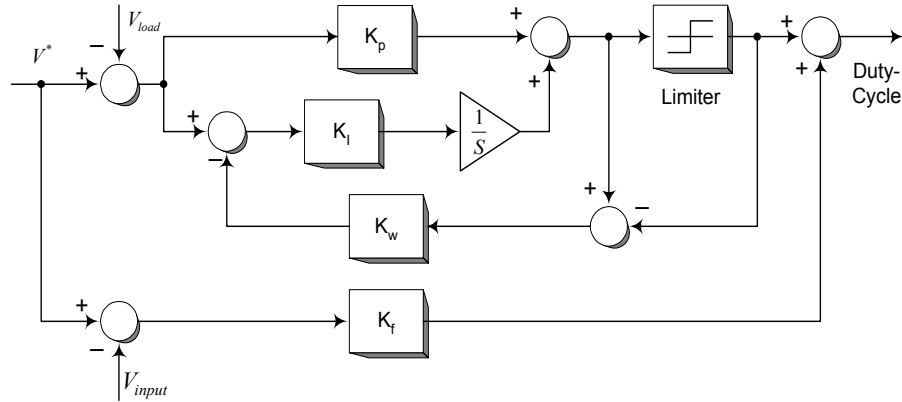 V_load
V*
K_p
K_I
1/S
Limiter
Duty-
Cycle
K_w
K_f
V_input
+
−
+
+
−
+
+
+
−
+
+
+
−